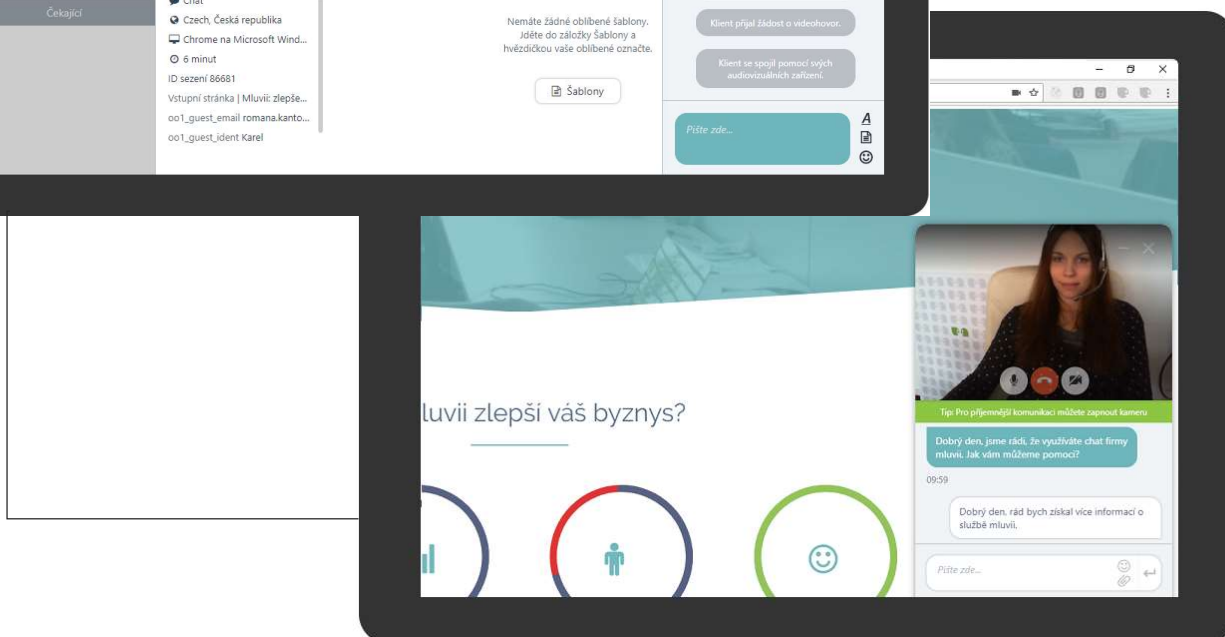 Čekající
Chat
Czech, Česká republika
Chrome na Microsoft Wind...
6 minut
ID sezení 86681
Vstupní stránka | Mluvii: zlepše...
oo1_guest_email romana.kanto...
oo1_guest_ident Karel
Nemáte žádné oblíbené šablony.
Jděte do záložky Šablony a
hvězdičkou vaše oblíbené označte.
Šablony
Klient přijal žádost o videohovor.
Klient se spojil pomocí svých
audiovizuálních zařízení.
Pište zde...
A
luvii zlepší váš byznys?
Tip: Pro příjemnější komunikaci můžete zapnout kameru
Dobrý den, jsme rádi, že využíváte chat firmy
mluvii. Jak vám můžeme pomoci?
09:59
Dobrý den, rád bych získal více informací o
službě mluvii.
Pište zde...